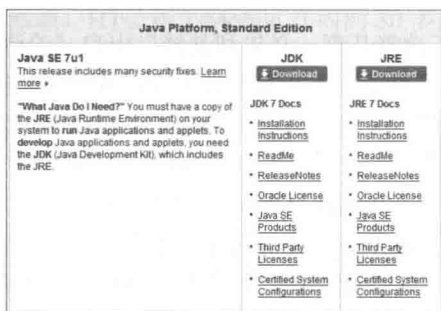 Java Platform, Standard Edition
Java SE 7u1
This release includes many security fixes. Learn
more
"What Java Do I Need?" You must have a copy of
the JRE (Java Runtime Environment) on your
system to run Java applications and applets. To
develop Java applications and applets, you need
the JDK (Java Development Kit), which includes
the JRE.
JDK
Download
JDK 7 Docs
• Installation
Instructions
• ReadMe
• ReleaseNotes
• Oracle License
• Java SE
Products
• Third Party
Licenses
• Certified System
Configurations
JRE
Download
JRE 7 Docs
• Installation
Instructions
• ReadMe
• ReleaseNotes
• Oracle License
• Java SE
Products
• Third Party
Licenses
• Certified System
Configurations